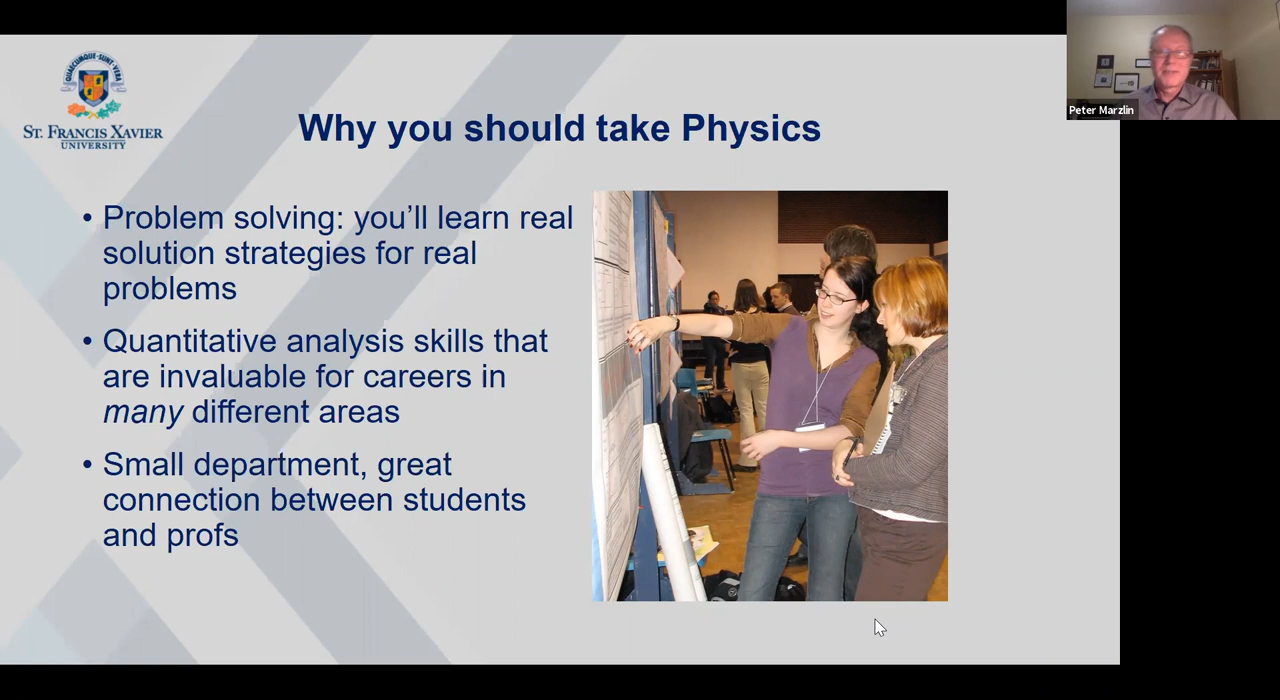 QUAECUMQUE·SUNT·VERA
ST. FRANCIS XAVIER
UNIVERSITY
Why you should take Physics
• Problem solving: you’ll learn real
solution strategies for real
problems
• Quantitative analysis skills that
are invaluable for careers in
many different areas
• Small department, great
connection between students
and profs
Peter Marzlin